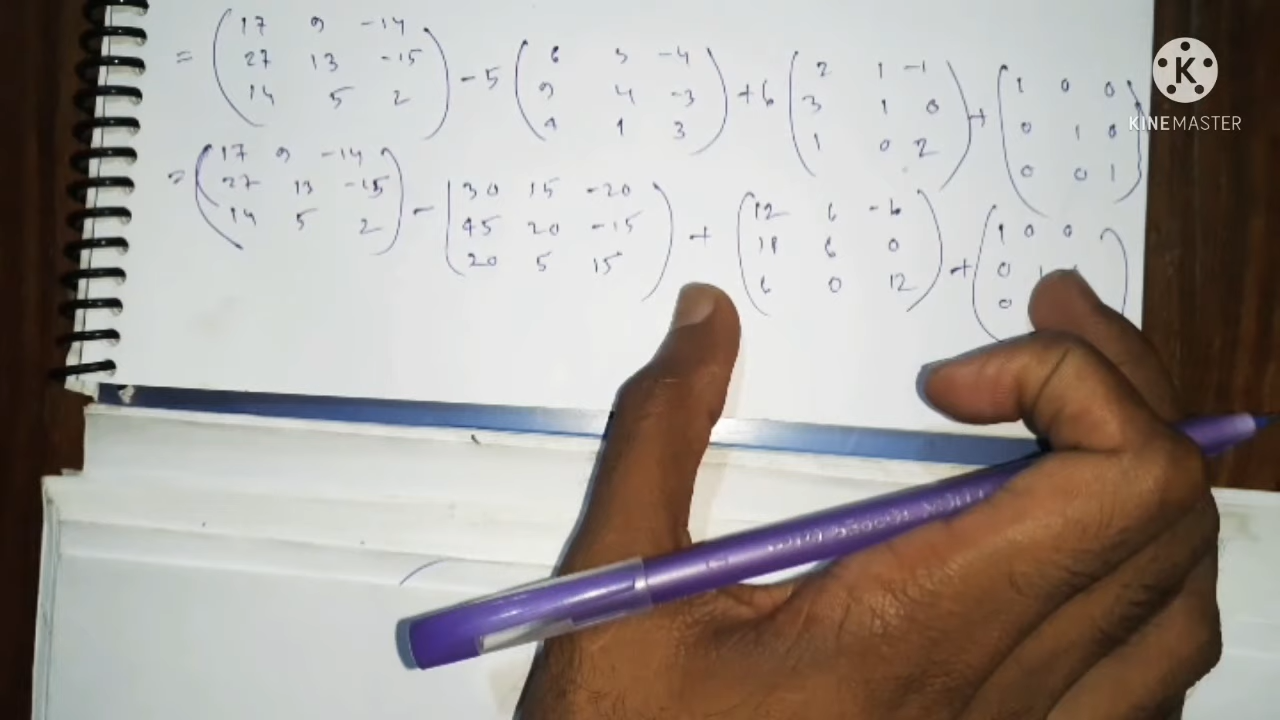 = ( 17 9 -14 ) - 5 ( 6 3 -4 ) + 6 ( 2 1 -1 ) + ( 1 0 0 )
27 13 -15 9 4 -3 3 1 0 0 1 0
14 5 2 4 1 3 1 0 2 0 0 1
= ( 17 9 -14 ) - ( 30 15 -20 ) + ( 12 6 -6 ) + ( 1 0 0 )
27 13 -15 45 20 -15 18 6 0 0
14 5 2 20 5 15 6 0 12 0
K
KINEMASTER